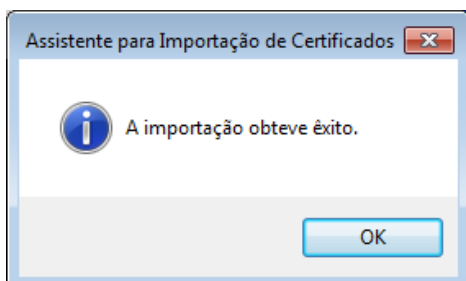 Assistente para Importação de Certificados
A importação obteve êxito.
OK